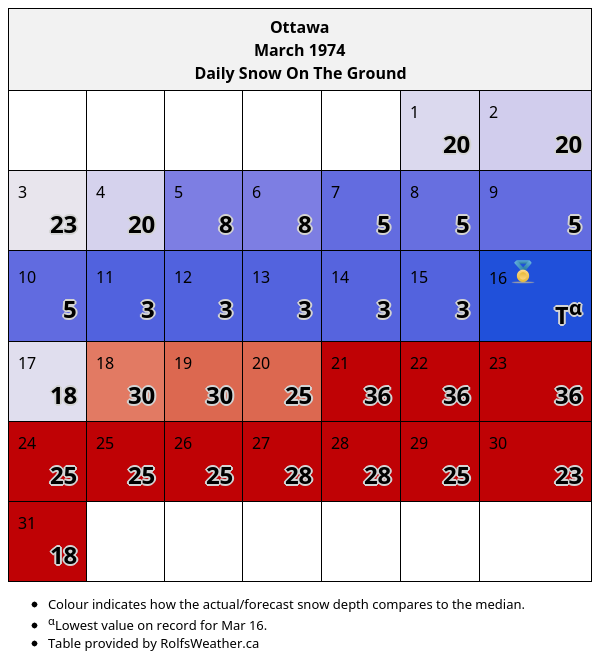 Ottawa
March 1974
Daily Snow On The Ground
1 2
20 20
3 4 5 6 7 8 9
23 20 8 8 5 5 5
10 11 12 13 14 15 16
5 3 3 3 3 3 Tα
17 18 19 20 21 22 23
18 30 30 25 36 36 36
24 25 26 27 28 29 30
25 25 25 28 28 25 23
31
18
• Colour indicates how the actual/forecast snow depth compares to the median.
• αLowest value on record for Mar 16.
• Table provided by RolfsWeather.ca